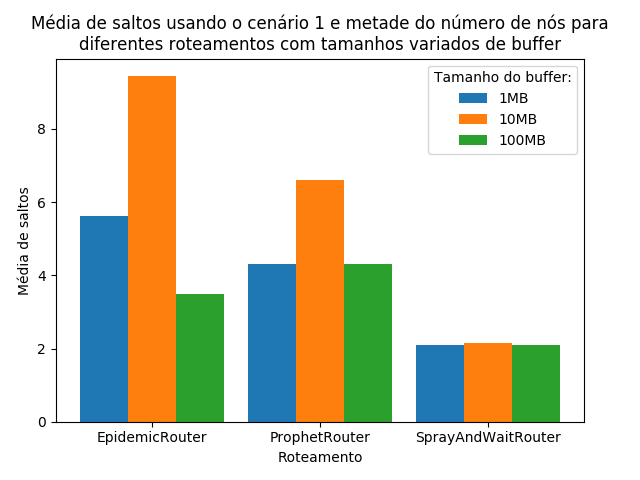 Média de saltos usando o cenário 1 e metade do número de nós para
diferentes roteamentos com tamanhos variados de buffer
Tamanho do buffer:
1MB
10MB
100MB
Média de saltos
8
6
4
2
0
EpidemicRouter
ProphetRouter
SprayAndWaitRouter
Roteamento